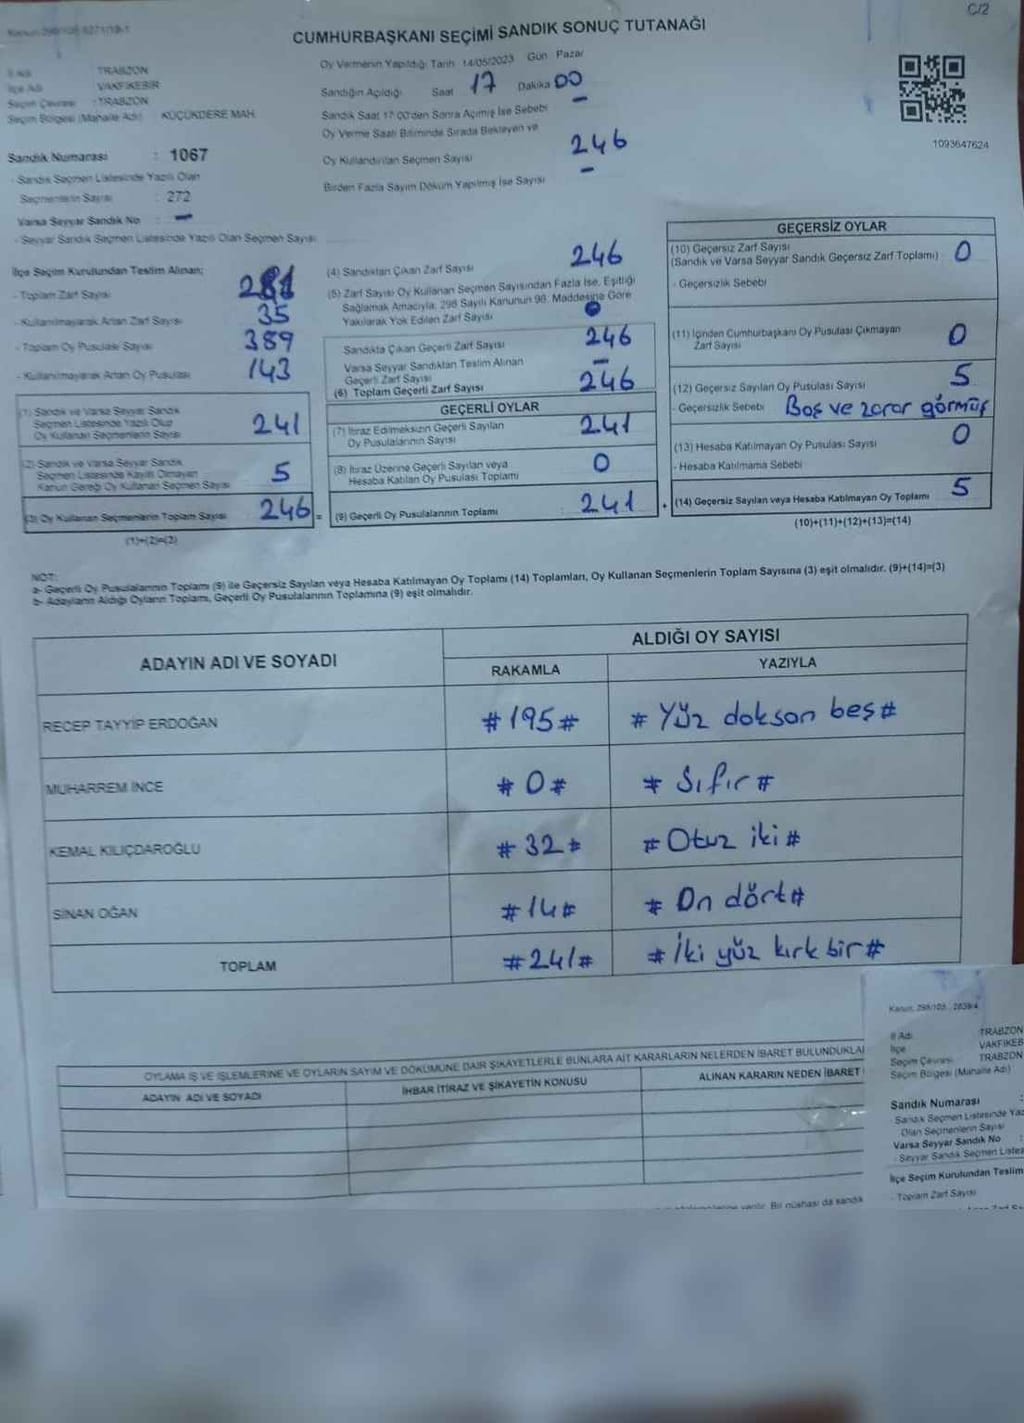 C/2
CUMHURBAŞKANI SEÇİMİ SANDIK SONUÇ TUTANAĞI
İl Adı : TRABZON
İlçe Adı : VAKFIKEBİR
Seçim Çevresi : TRABZON
Seçim Bölgesi (Mahalle Adı) : KÜÇÜKDERE MAH.
Sandık Numarası : 1067
- Sandık Seçmen Listesinde Yazılı Olan
Seçmenlerin Sayısı : 272
Varsa Seyyar Sandık No : -
- Seyyar Sandık Seçmen Listesinde Yazılı Olan Seçmen Sayısı
Oy Vermenin Yapıldığı Tarih 14/05/2023 Gün Pazar
Sandığın Açıldığı Saat 17 Dakika 00
Sandık Saat 17:00'den Sonra Açılmış İse Sebebi -
Oy Verme Saati Bitiminde Sırada Bekleyen ve
Oy Kullandırılan Seçmen Sayısı 246
Birden Fazla Sayım Döküm Yapılmış İse Sayısı -
1093647624
İlçe Seçim Kurulundan Teslim Alınan;
- Toplam Zarf Sayısı 281
- Kullanılmayarak Artan Zarf Sayısı 35
- Toplam Oy Pusulası Sayısı 389
- Kullanılmayarak Artan Oy Pusulası 143
(1) Sandık ve Varsa Seyyar Sandık
Seçmen Listesinde Yazılı Olup
Oy Kullanan Seçmenlerin Sayısı 241
(2) Sandık ve Varsa Seyyar Sandık
Seçmen Listesinde Kayıtlı Olmayan
Kanun Gereği Oy Kullanan Seçmen Sayısı 5
(3) Oy Kullanan Seçmenlerin Toplam Sayısı 246 =
(1)+(2)=(3)
(4) Sandıktan Çıkan Zarf Sayısı 246
(5) Zarf Sayısı Oy Kullanan Seçmen Sayısından Fazla İse, Eşitliği
Sağlamak Amacıyla, 298 Sayılı Kanunun 98. Maddesine Göre
Yakılarak Yok Edilen Zarf Sayısı 0
Sandıkta Çıkan Geçerli Zarf Sayısı 246
Varsa Seyyar Sandıktan Teslim Alınan
Geçerli Zarf Sayısı -
(6) Toplam Geçerli Zarf Sayısı 246
GEÇERLİ OYLAR
(7) İtiraz Edilmeksizin Geçerli Sayılan
Oy Pusulalarının Sayısı 241
(8) İtiraz Üzerine Geçerli Sayılan veya
Hesaba Katılan Oy Pusulası Toplamı 0
(9) Geçerli Oy Pusulalarının Toplamı : 241 +
GEÇERSİZ OYLAR
(10) Geçersiz Zarf Sayısı
(Sandık ve Varsa Seyyar Sandık Geçersiz Zarf Toplamı) 0
- Geçersizlik Sebebi
(11) İçinden Cumhurbaşkanı Oy Pusulası Çıkmayan
Zarf Sayısı 0
(12) Geçersiz Sayılan Oy Pusulası Sayısı 5
- Geçersizlik Sebebi Boş ve zarar görmüş
(13) Hesaba Katılmayan Oy Pusulası Sayısı 0
- Hesaba Katılmama Sebebi
(14) Geçersiz Sayılan veya Hesaba Katılmayan Oy Toplamı 5
(10)+(11)+(12)+(13)=(14)
NOT:
a- Geçerli Oy Pusulalarının Toplamı (9) ile Geçersiz Sayılan veya Hesaba Katılmayan Oy Toplamı (14) Toplamları, Oy Kullanan Seçmenlerin Toplam Sayısına (3) eşit olmalıdır. (9)+(14)=(3)
b- Adayların Aldığı Oyların Toplamı, Geçerli Oy Pusulalarının Toplamına (9) eşit olmalıdır.
ADAYIN ADI VE SOYADI ALDIĞI OY SAYISI
RAKAMLA YAZIYLA
RECEP TAYYİP ERDOĞAN #195# # Yüz doksan beş#
MUHARREM İNCE #0# # Sıfır #
KEMAL KILIÇDAROĞLU #32# # Otuz iki #
SİNAN OĞAN #14# # On dört#
TOPLAM #241# # İki yüz kırk bir#
OYLAMA İŞ VE İŞLEMLERİNE VE OYLARIN SAYIM VE DÖKÜMÜNE DAİR ŞİKAYETLERLE BUNLARA AİT KARARLARIN NELERDEN İBARET BULUNDUKLA
ADAYIN ADI VE SOYADI İHBAR İTİRAZ VE ŞİKAYETİN KONUSU ALINAN KARARIN NEDEN İBARET
verilir. Bir nüshası da sandık
İl Adı TRABZON
İlçe VAKFIKEB
Seçim Çevresi TRABZON
Seçim Bölgesi (Mahalle Adı)
Sandık Numarası :
- Sandık Seçmen Listesinde Yaz
Olan Seçmenlerin Sayısı
Varsa Seyyar Sandık No :
- Seyyar Sandık Seçmen Listes
İlçe Seçim Kurulundan Teslim
- Toplam Zarf Sayısı